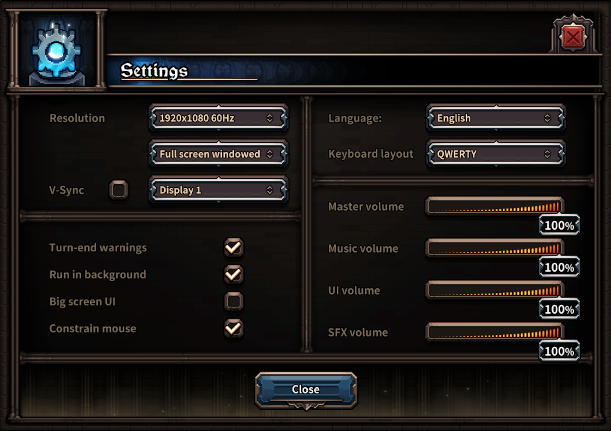 Settings
Resolution
1920x1080 60Hz
Full screen windowed
V-Sync
Display 1
Turn-end warnings
Run in background
Big screen UI
Constrain mouse
Language:
English
Keyboard layout
QWERTY
Master volume
100%
Music volume
100%
UI volume
100%
SFX volume
100%
Close